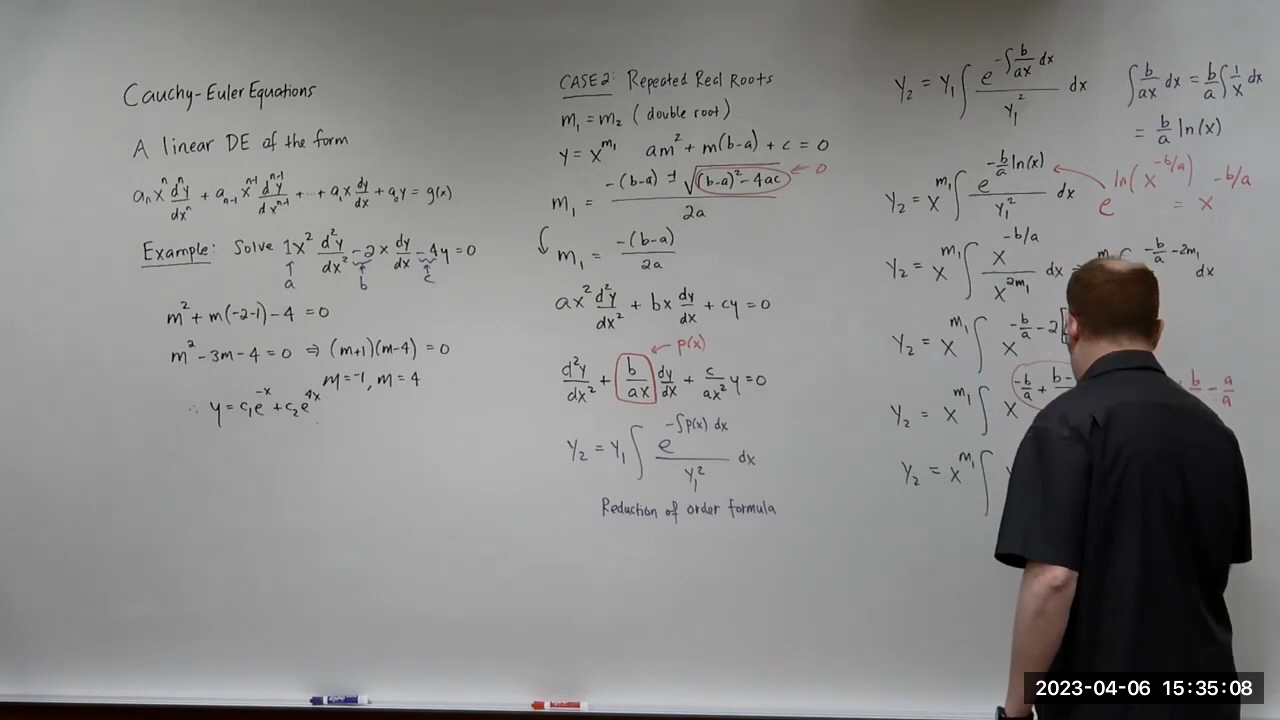 Cauchy-Euler Equations
A linear DE of the form
aₙxⁿ dⁿy/dxⁿ + aₙ₋₁xⁿ⁻¹ dⁿ⁻¹y/dxⁿ⁻¹ + ... + a₁x dy/dx + a₀y = g(x)
Example: Solve 1x² d²y/dx² - 2x dy/dx - 4y = 0
a b c
m² + m(-2-1) - 4 = 0
m² - 3m - 4 = 0 ⇒ (m+1)(m-4) = 0
m = -1, m = 4
∴ y = c₁e^(-x) + c₂e^(4x)
CASE 2: Repeated Real Roots
m₁ = m₂ (double root)
y = x^(m₁) am² + m(b-a) + c = 0
m₁ = (-(b-a) ± √((b-a)² - 4ac))/2a ← 0
m₁ = -(b-a)/2a
ax² d²y/dx² + bx dy/dx + cy = 0
← p(x)
d²y/dx² + b/ax dy/dx + c/ax² y = 0
Y₂ = Y₁ ∫ e^(-∫p(x) dx)/Y₁² dx
Reduction of order formula
Y₂ = Y₁ ∫ e^(-∫ b/ax dx)/Y₁² dx
∫ b/ax dx = b/a ∫ 1/x dx
= b/a ln(x)
Y₂ = x^(m₁) ∫ e^(-b/a ln(x))/Y₁² dx
e^(ln(x^(-b/a))) = x^(-b/a)
Y₂ = x^(m₁) ∫ x^(-b/a)/x^(2m₁) dx
-b/a - 2m₁ dx
Y₂ = x^(m₁) ∫ x^(-b/a - 2[
Y₂ = x^(m₁) ∫ x^(-b/a + b-
b/a - a/a
Y₂ = x^(m₁) ∫
2023-04-06 15:35:08